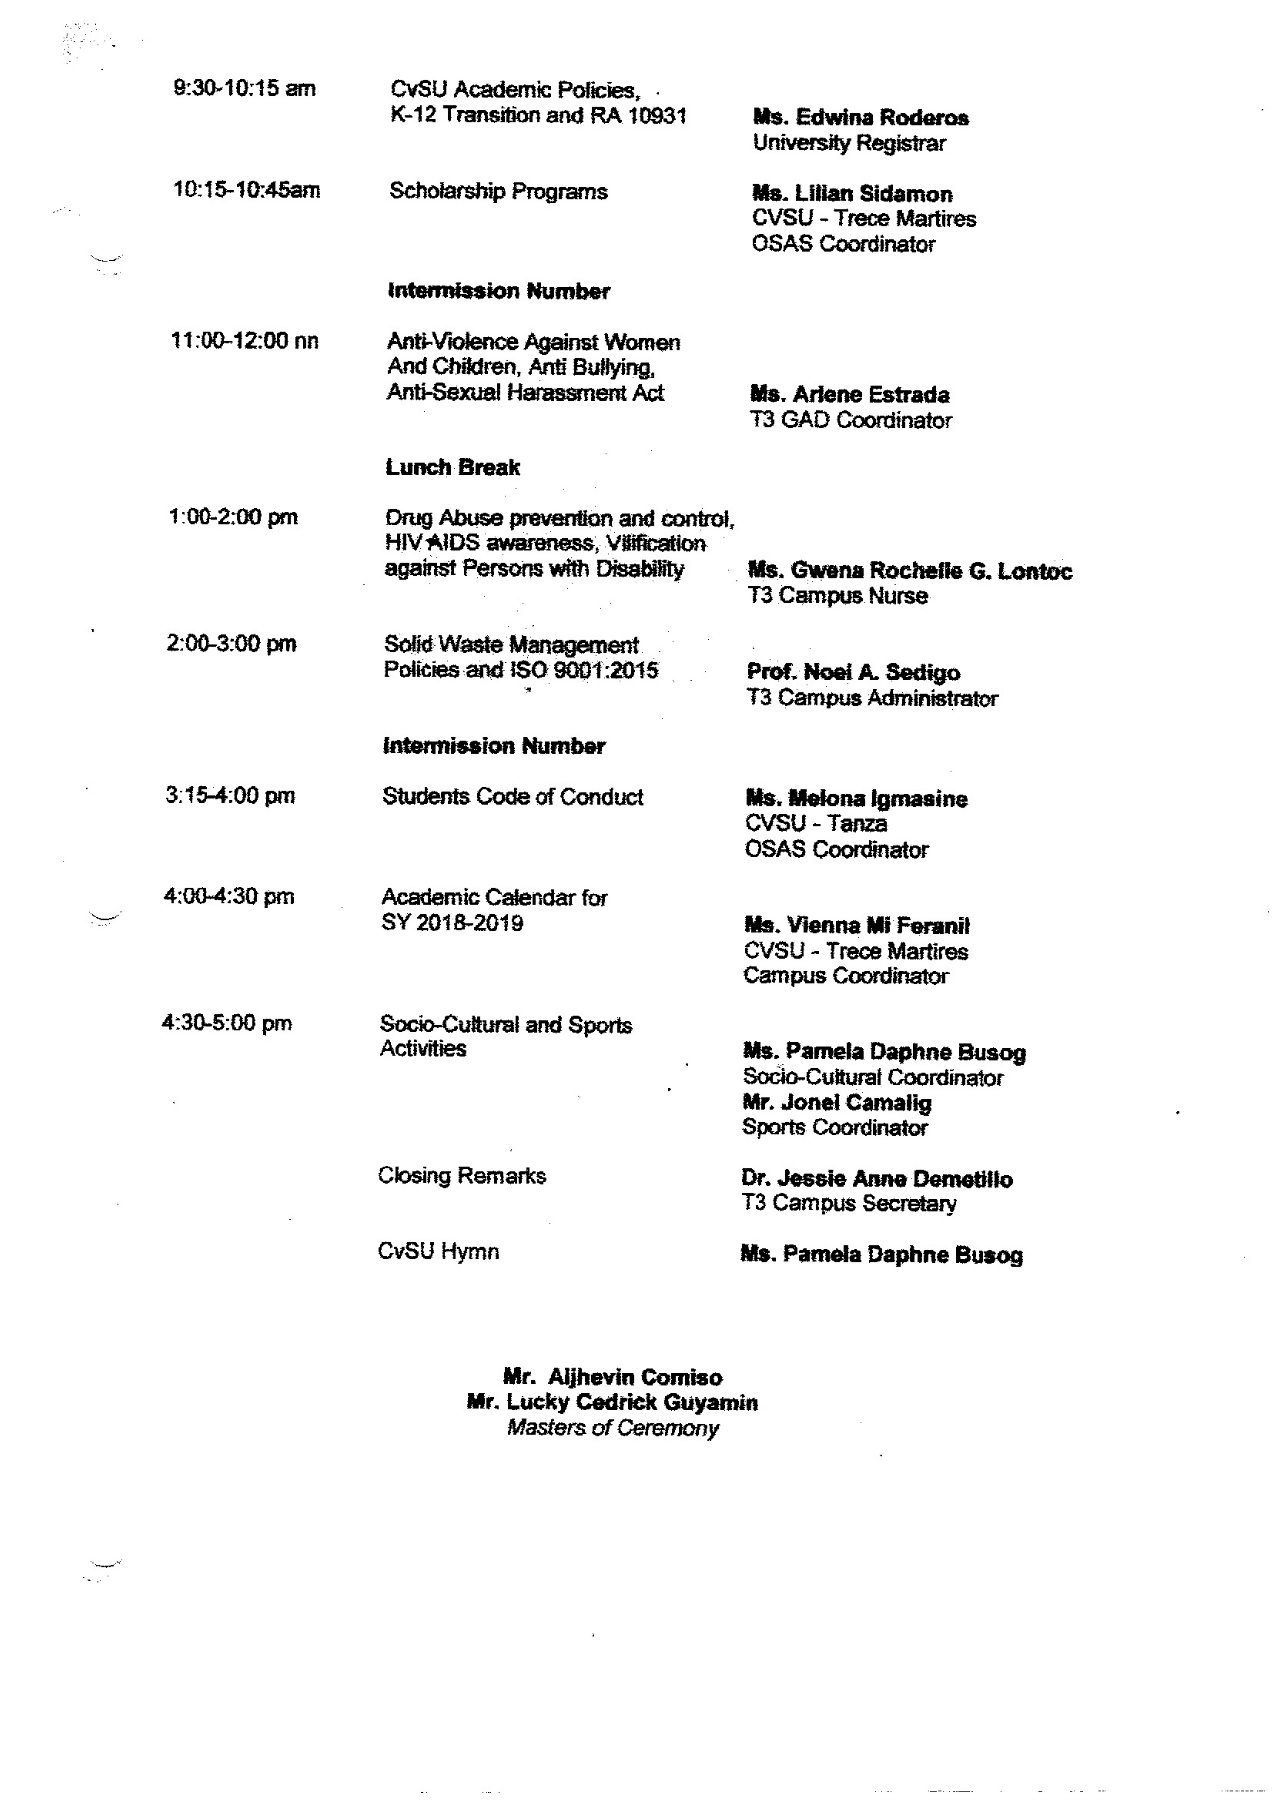 9:30-10:15 am CvSU Academic Policies,
K-12 Transition and RA 10931 Ms. Edwina Roderos
University Registrar
10:15-10:45am Scholarship Programs Ms. Lilian Sidamon
CVSU - Trece Martires
OSAS Coordinator
Intermission Number
11:00-12:00 nn Anti-Violence Against Women
And Children, Anti Bullying,
Anti-Sexual Harassment Act Ms. Arlene Estrada
T3 GAD Coordinator
Lunch Break
1:00-2:00 pm Drug Abuse prevention and control,
HIV AIDS awareness, Vilification
against Persons with Disability Ms. Gwena Rochelle G. Lontoc
T3 Campus Nurse
2:00-3:00 pm Solid Waste Management
Policies and ISO 9001:2015 Prof. Noel A. Sedigo
T3 Campus Administrator
Intermission Number
3:15-4:00 pm Students Code of Conduct Ms. Melona Igmasine
CVSU - Tanza
OSAS Coordinator
4:00-4:30 pm Academic Calendar for
SY 2018-2019 Ms. Vienna Mi Feranil
CVSU - Trece Martires
Campus Coordinator
4:30-5:00 pm Socio-Cultural and Sports
Activities Ms. Pamela Daphne Busog
Socio-Cultural Coordinator
Mr. Jonel Camalig
Sports Coordinator
Closing Remarks Dr. Jessie Anne Demetillo
T3 Campus Secretary
CvSU Hymn Ms. Pamela Daphne Busog
Mr. Aljhevin Comiso
Mr. Lucky Cedrick Guyamin
Masters of Ceremony